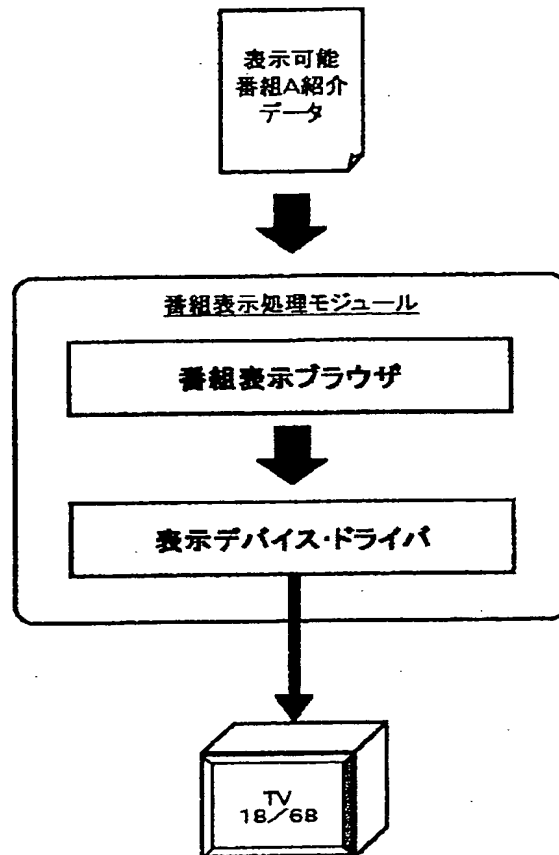 表示可能
番組A紹介
データ
番組表示処理モジュール
番組表示ブラウザ
表示デバイス・ドライバ
TV
18/68